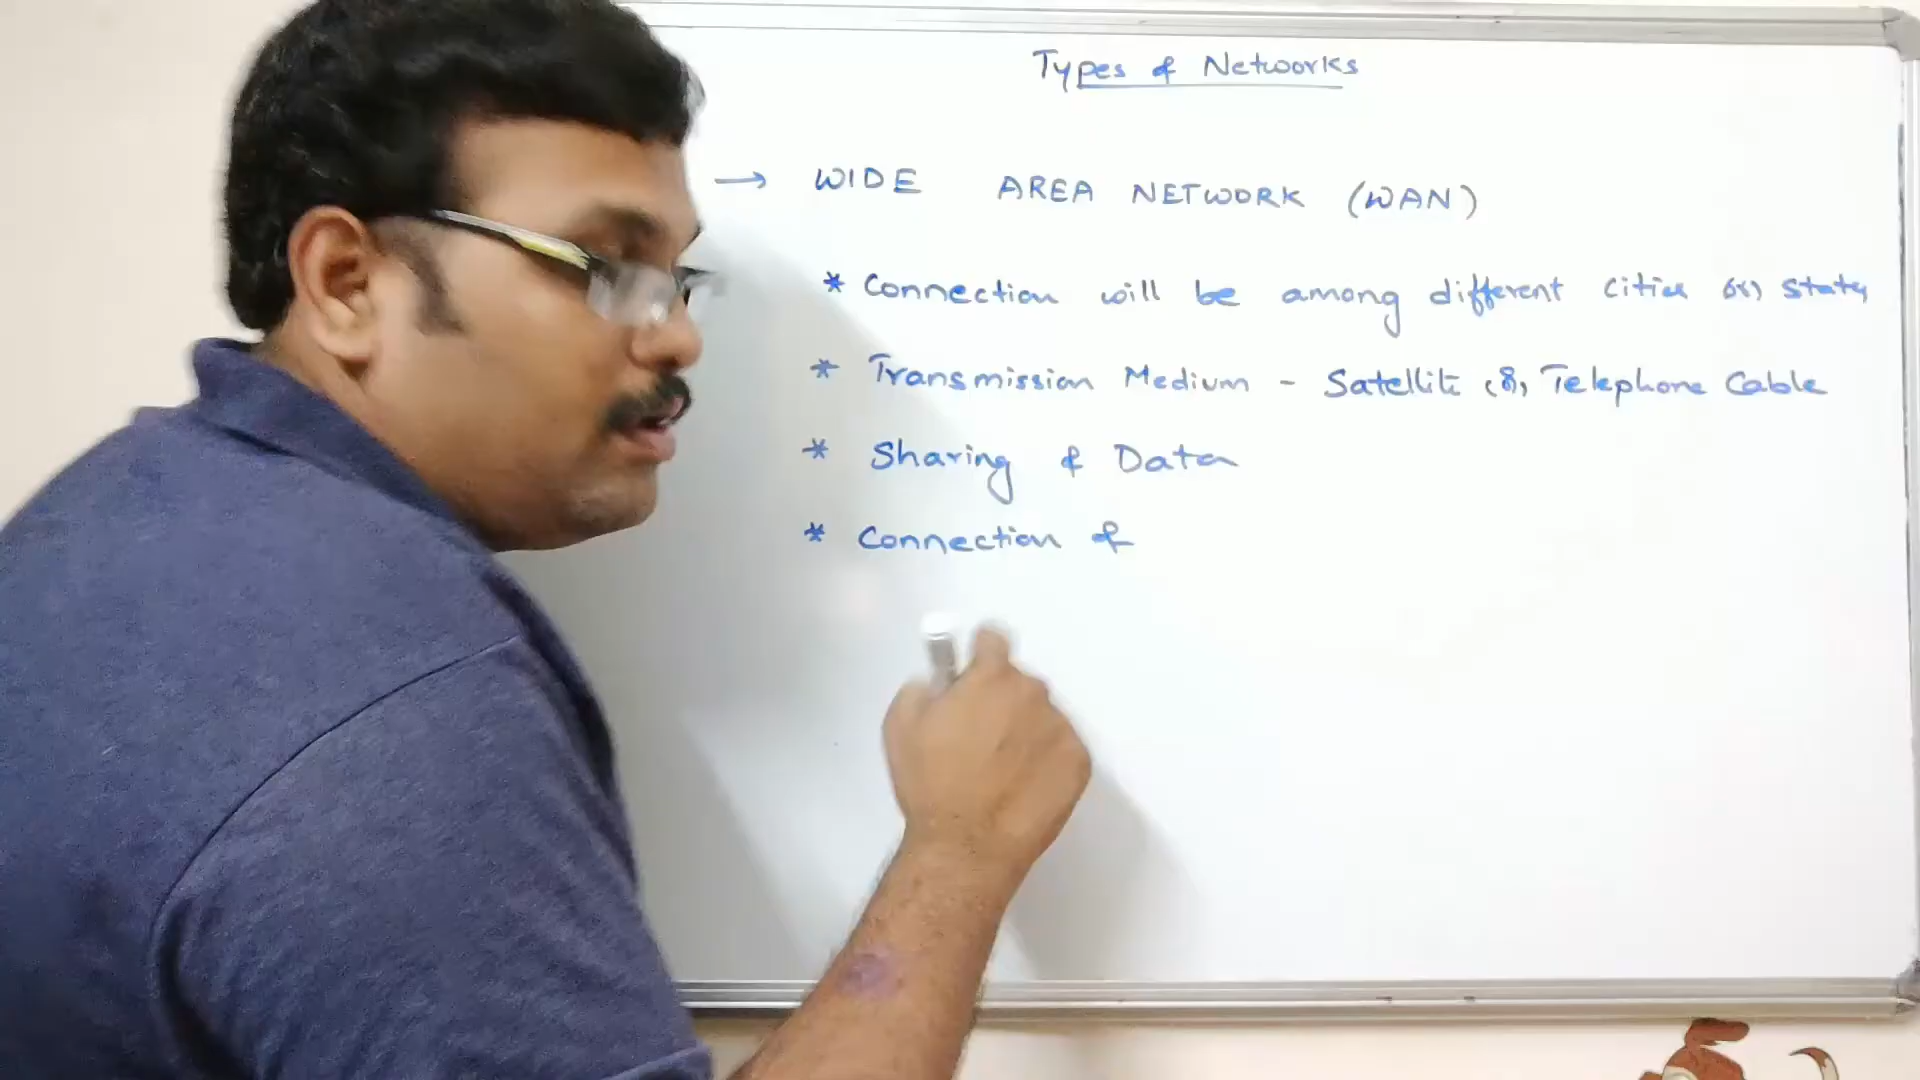 Types of Networks
→ WIDE AREA NETWORK (WAN)
* Connection will be among different cities (or) states
* Transmission Medium - Satellite (or) Telephone Cable
* Sharing of Data
* Connection of